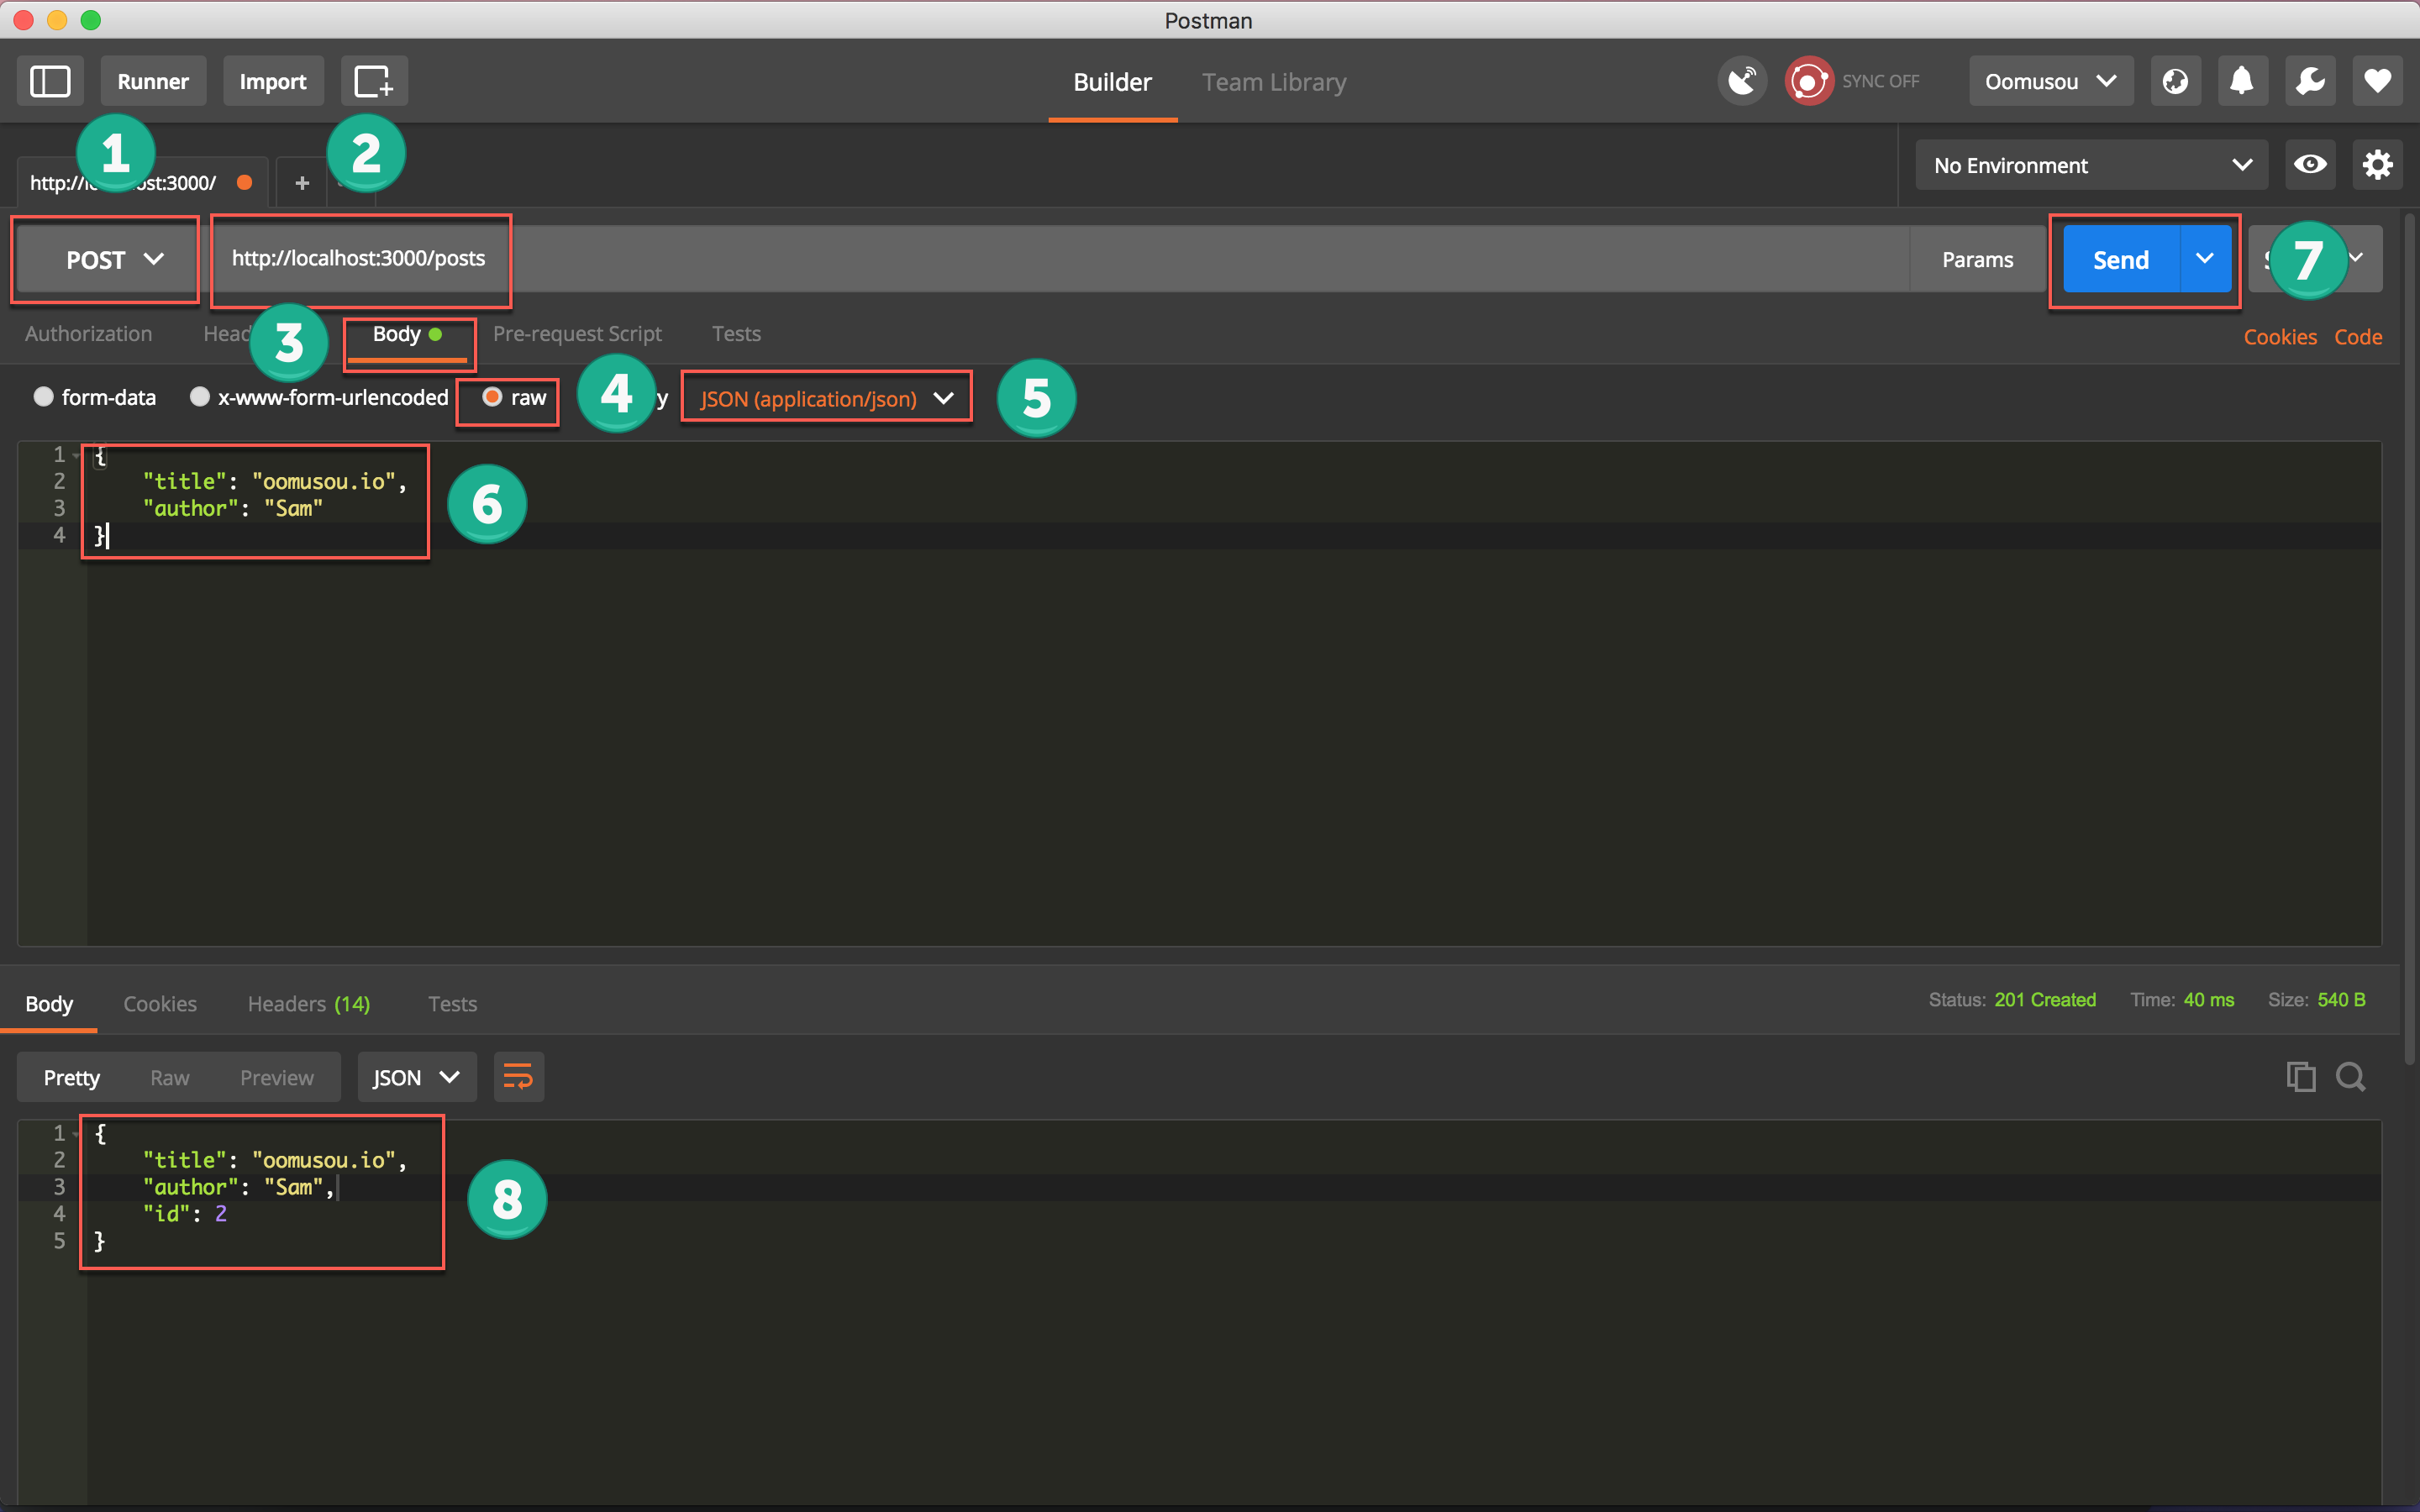 Postman
Runner
Import
Builder
Team Library
SYNC OFF
Oomusou
1
2
http://localhost:3000/
+
No Environment
POST
http://localhost:3000/posts
Params
Send
7
Authorization
3
Body
Pre-request Script
Tests
Cookies
Code
form-data
x-www-form-urlencoded
raw
4
JSON (application/json)
5
1 {
2 "title": "oomusou.io",
3 "author": "Sam"
4 }
6
Body
Cookies
Headers (14)
Tests
Status: 201 Created
Time: 40 ms
Size: 540 B
Pretty
Raw
Preview
JSON
1 {
2 "title": "oomusou.io",
3 "author": "Sam",
4 "id": 2
5 }
8